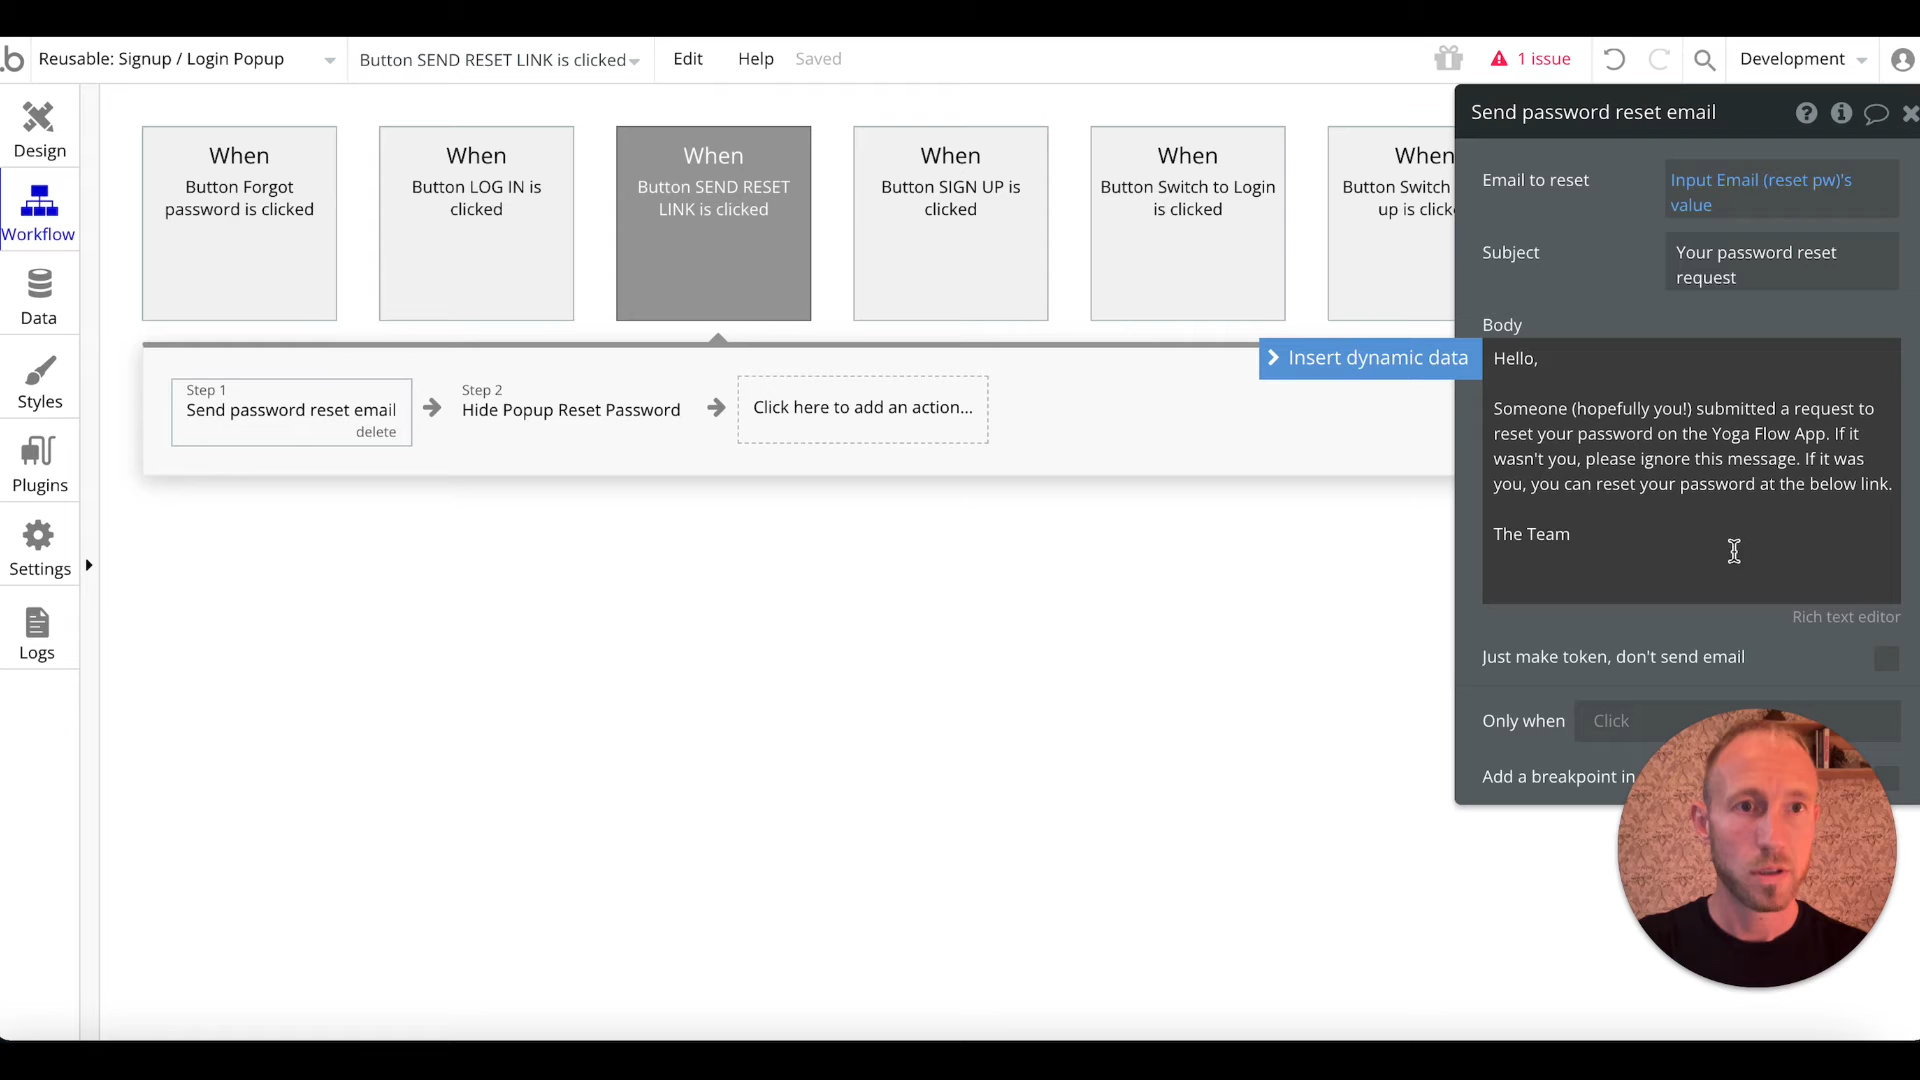 .b
Reusable: Signup / Login Popup
Button SEND RESET LINK is clicked
Edit
Help
Saved
1 issue
Development
Design
Workflow
Data
Styles
Plugins
Settings
Logs
When
Button Forgot
password is clicked
When
Button LOG IN is
clicked
When
Button SEND RESET
LINK is clicked
When
Button SIGN UP is
clicked
When
Button Switch to Login
is clicked
When
Button Switch
up is click
Step 1
Send password reset email
delete
Step 2
Hide Popup Reset Password
Click here to add an action...
Send password reset email
Email to reset
Input Email (reset pw)'s
value
Subject
Your password reset
request
Body
Insert dynamic data
Hello,
Someone (hopefully you!) submitted a request to
reset your password on the Yoga Flow App. If it
wasn't you, please ignore this message. If it was
you, you can reset your password at the below link.
The Team
Rich text editor
Just make token, don't send email
Only when
Click
Add a breakpoint in